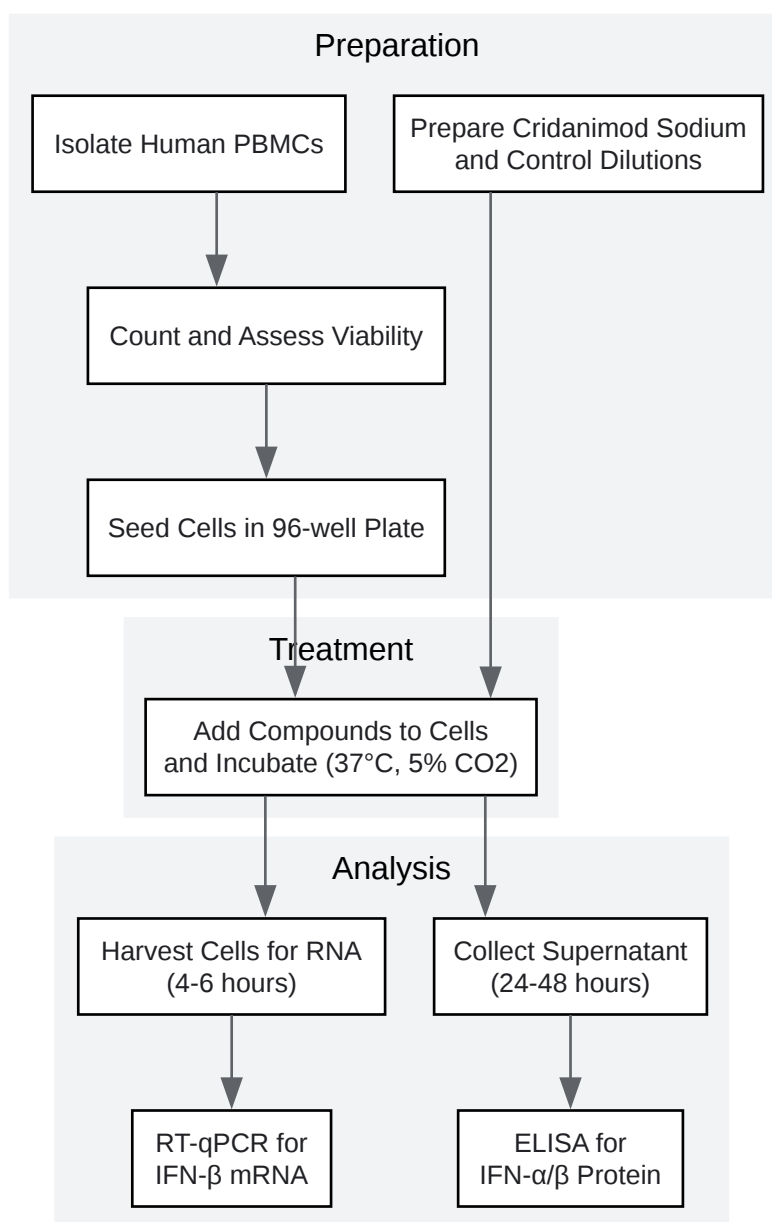 Preparation
Isolate Human PBMCs
Prepare Cridanimod Sodium
and Control Dilutions
Count and Assess Viability
Seed Cells in 96-well Plate
Treatment
Add Compounds to Cells
and Incubate (37°C, 5% CO2)
Analysis
Harvest Cells for RNA
(4-6 hours)
Collect Supernatant
(24-48 hours)
RT-qPCR for
IFN-β mRNA
ELISA for
IFN-α/β Protein